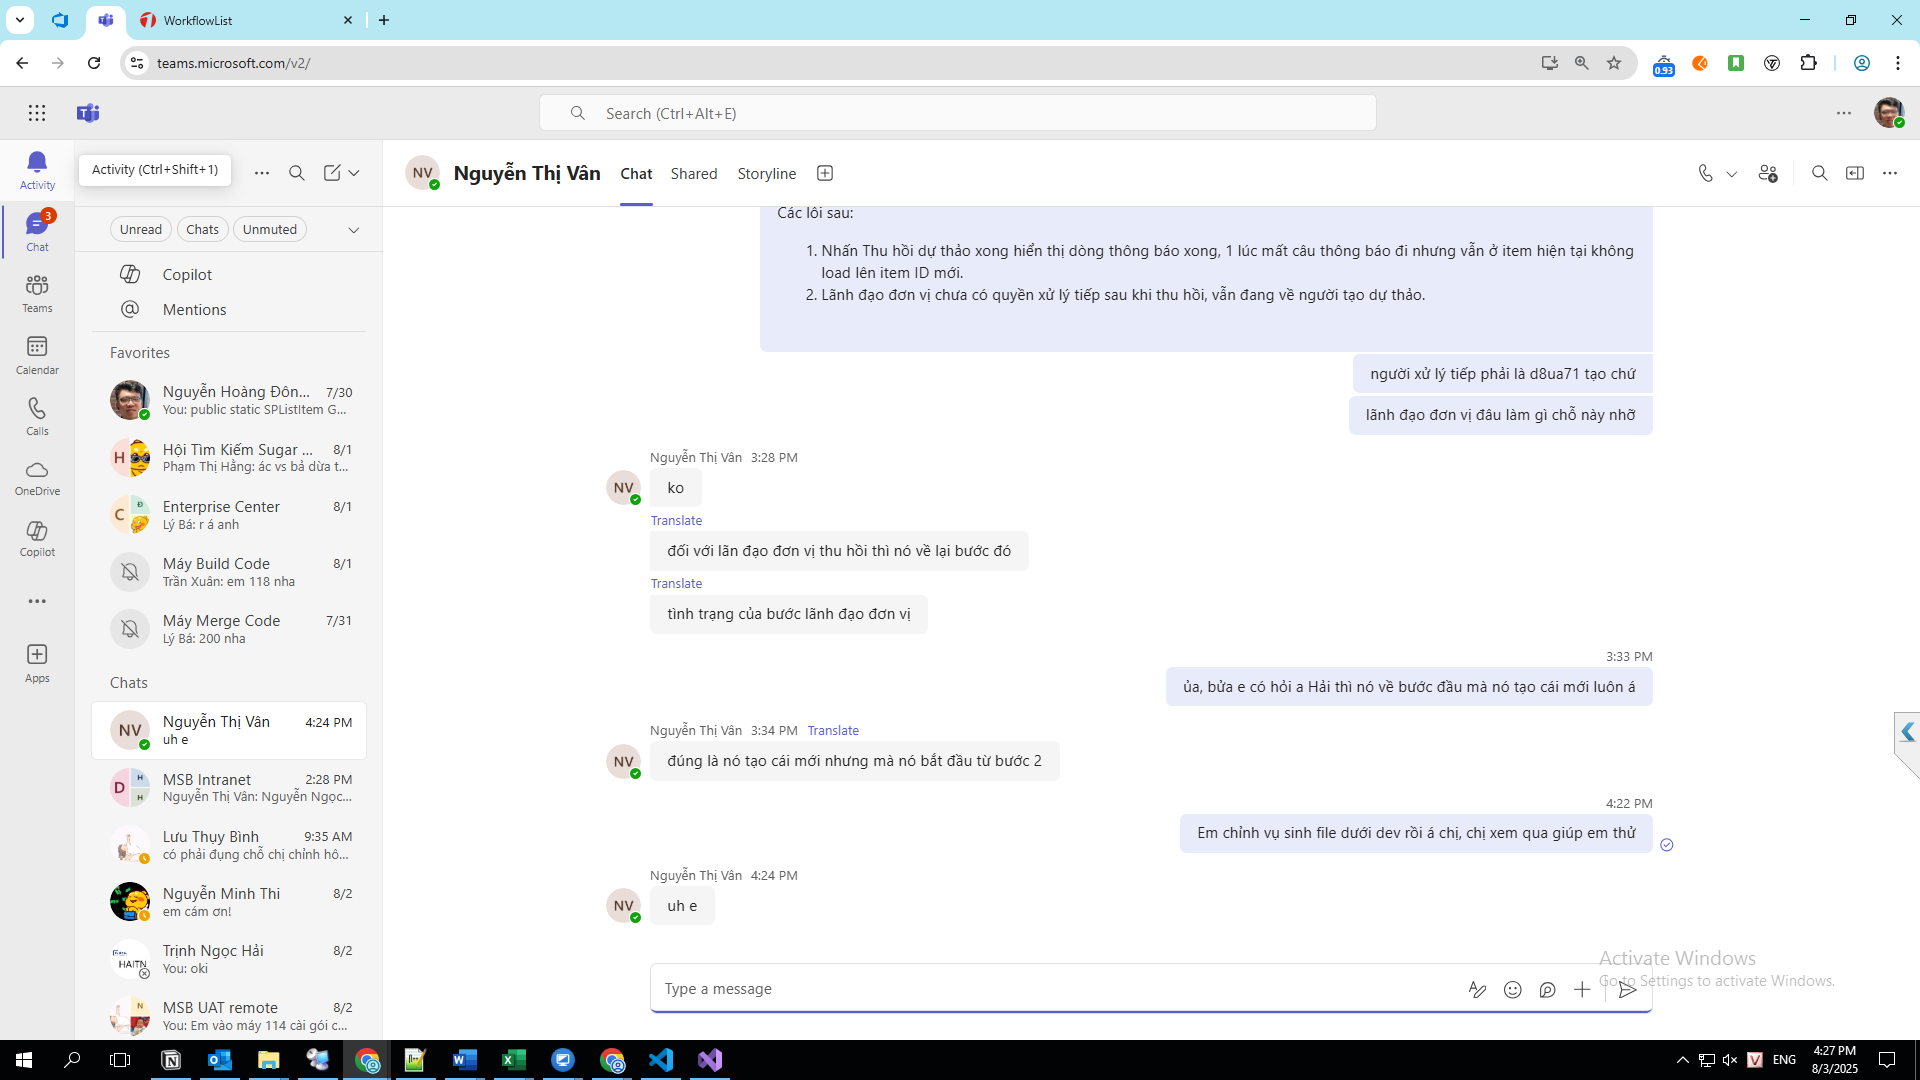 WorkflowList
teams.microsoft.com/v2/
0.93
Search (Ctrl+Alt+E)
Activity (Ctrl+Shift+1)
Activity
3
Chat
Teams
Calendar
Calls
OneDrive
Copilot
Apps
Unread
Chats
Unmuted
Copilot
Mentions
Favorites
Nguyễn Hoàng Đôn... 7/30
You: public static SPListItem G...
H
Hội Tìm Kiếm Sugar ... 8/1
Phạm Thị Hằng: ác vs bả dừa t...
C
Đ
Enterprise Center 8/1
Lý Bá: r á anh
Máy Build Code 8/1
Trần Xuân: em 118 nha
Máy Merge Code 7/31
Lý Bá: 200 nha
Chats
NV
Nguyễn Thị Vân 4:24 PM
uh e
D
H
H
MSB Intranet 2:28 PM
Nguyễn Thị Vân: Nguyễn Ngọc...
Lưu Thụy Bình 9:35 AM
có phải đụng chỗ chị chỉnh hô...
Nguyễn Minh Thi 8/2
em cám ơn!
HAITN
Trịnh Ngọc Hải 8/2
You: oki
N
MSB UAT remote 8/2
You: Em vào máy 114 cài gói c...
NV
Nguyễn Thị Vân
Chat
Shared
Storyline
Các lỗi sau:
1. Nhấn Thu hồi dự thảo xong hiển thị dòng thông báo xong, 1 lúc mất câu thông báo đi nhưng vẫn ở item hiện tại không
load lên item ID mới.
2. Lãnh đạo đơn vị chưa có quyền xử lý tiếp sau khi thu hồi, vẫn đang về người tạo dự thảo.
người xử lý tiếp phải là d8ua71 tạo chứ
lãnh đạo đơn vị đâu làm gì chỗ này nhỡ
Nguyễn Thị Vân 3:28 PM
NV
ko
Translate
đối với lãn đạo đơn vị thu hồi thì nó về lại bước đó
Translate
tình trạng của bước lãnh đạo đơn vị
3:33 PM
ủa, bửa e có hỏi a Hải thì nó về bước đầu mà nó tạo cái mới luôn á
Nguyễn Thị Vân 3:34 PM Translate
NV
đúng là nó tạo cái mới nhưng mà nó bắt đầu từ bước 2
4:22 PM
Em chỉnh vụ sinh file dưới dev rồi á chị, chị xem qua giúp em thử
Nguyễn Thị Vân 4:24 PM
NV
uh e
Type a message
Activate Windows
Go to Settings to activate Windows.
ENG
4:27 PM
8/3/2025